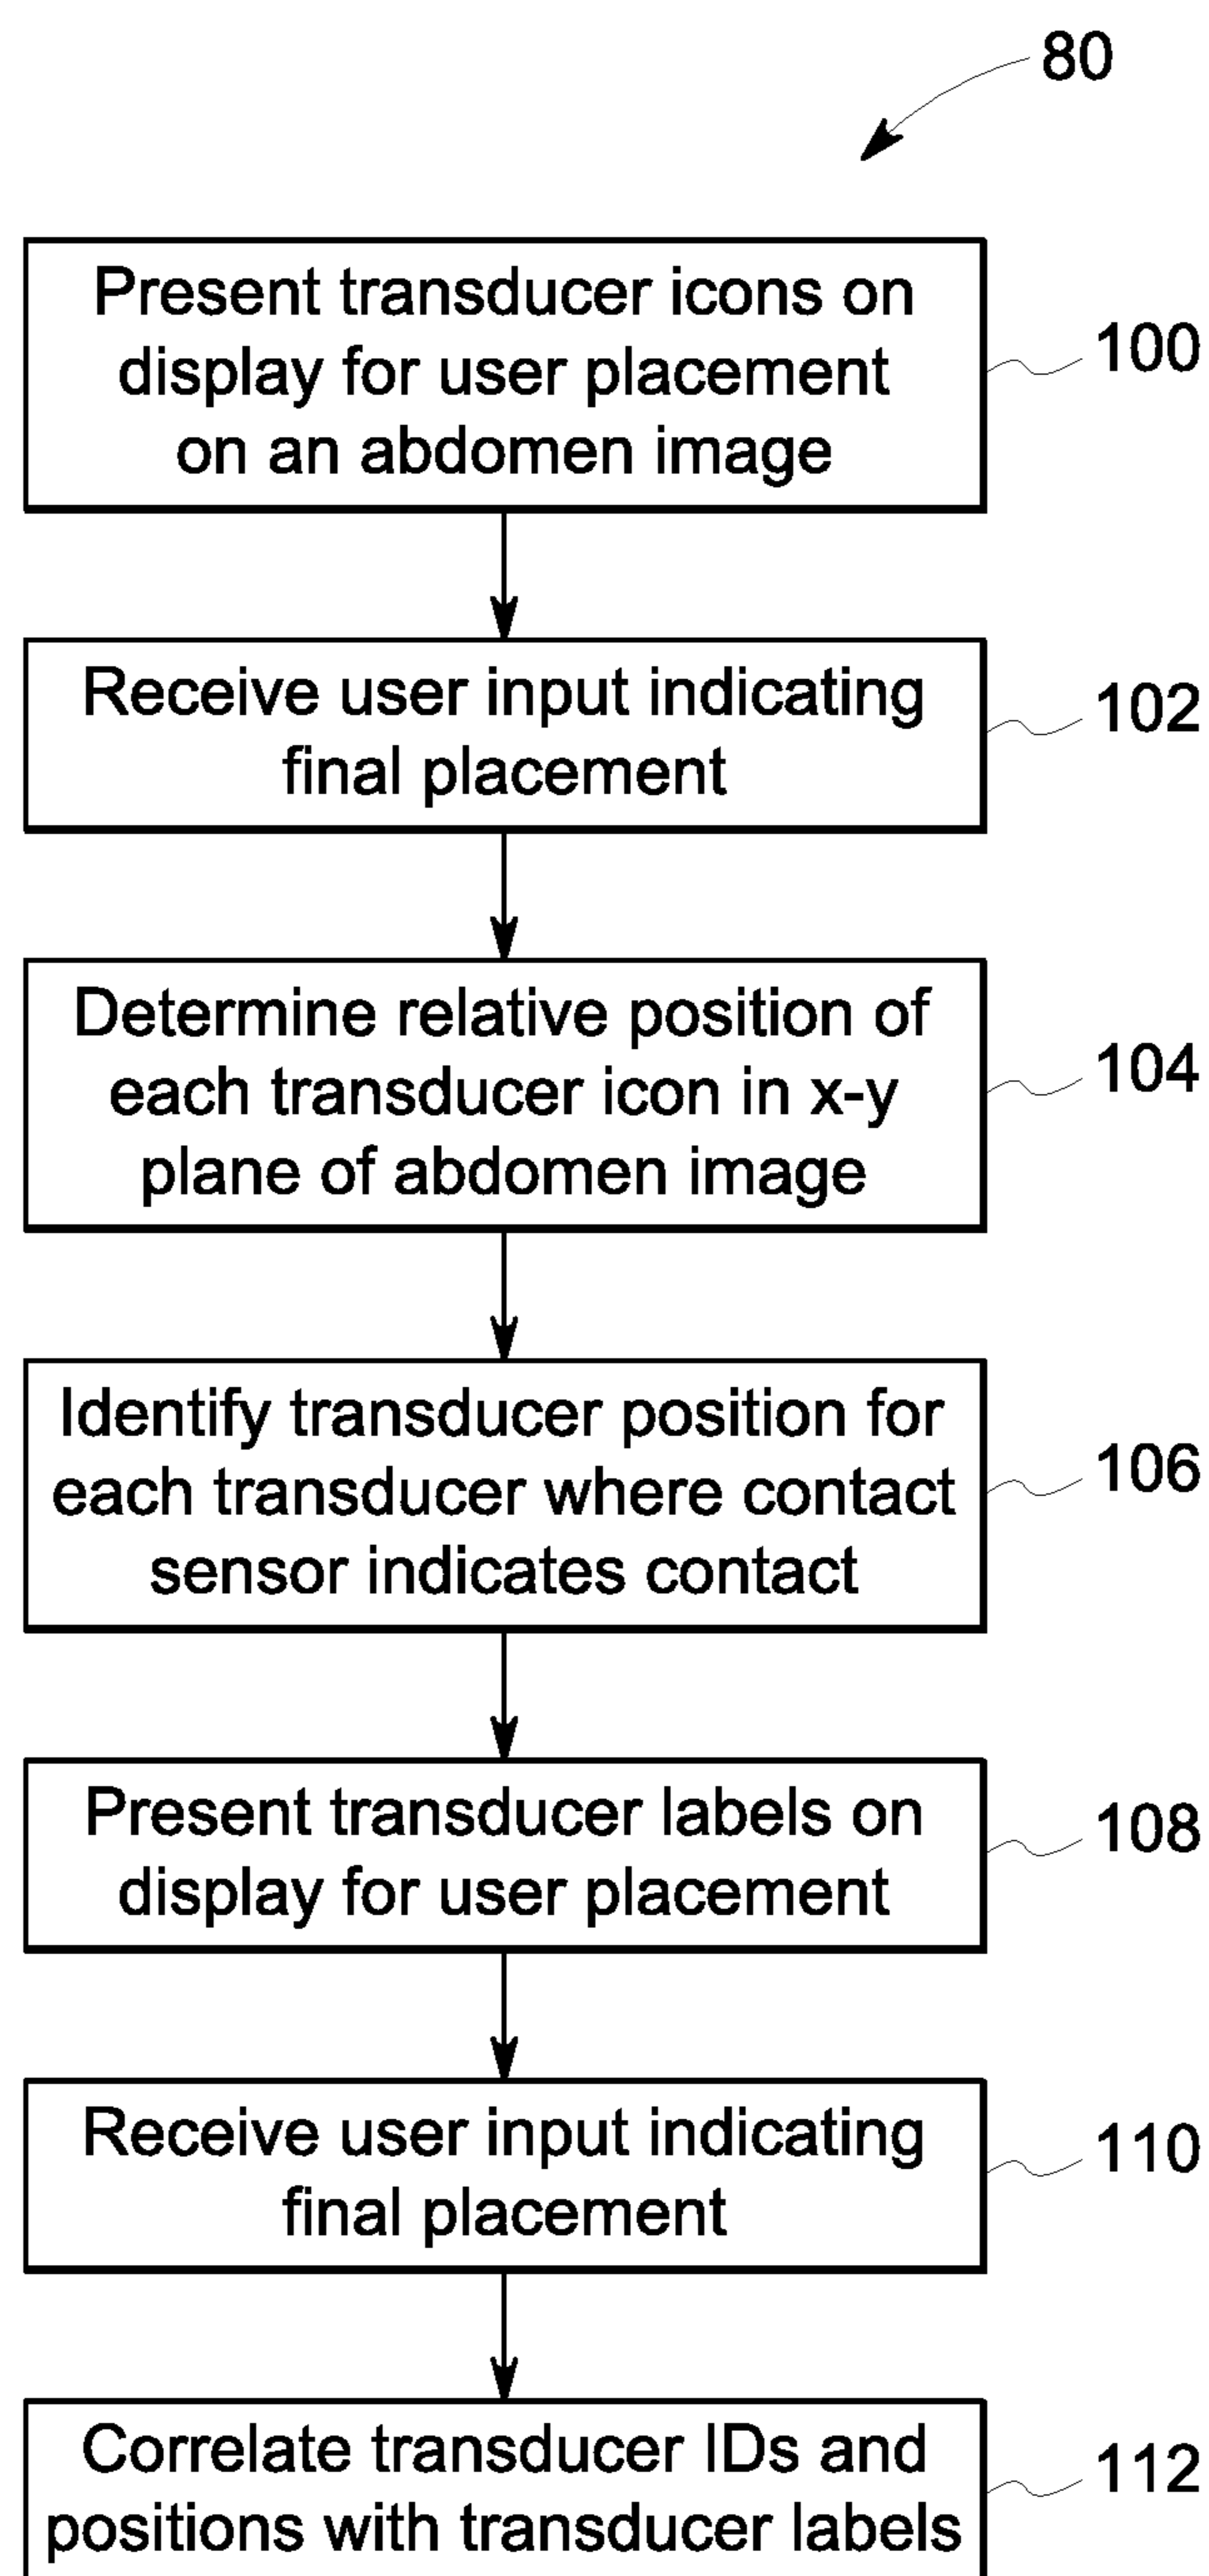 80
Present transducer icons on
display for user placement
on an abdomen image
100
Receive user input indicating
final placement
102
Determine relative position of
each transducer icon in x-y
plane of abdomen image
104
Identify transducer position for
each transducer where contact
sensor indicates contact
106
Present transducer labels on
display for user placement
108
Receive user input indicating
final placement
110
Correlate transducer IDs and
positions with transducer labels
112